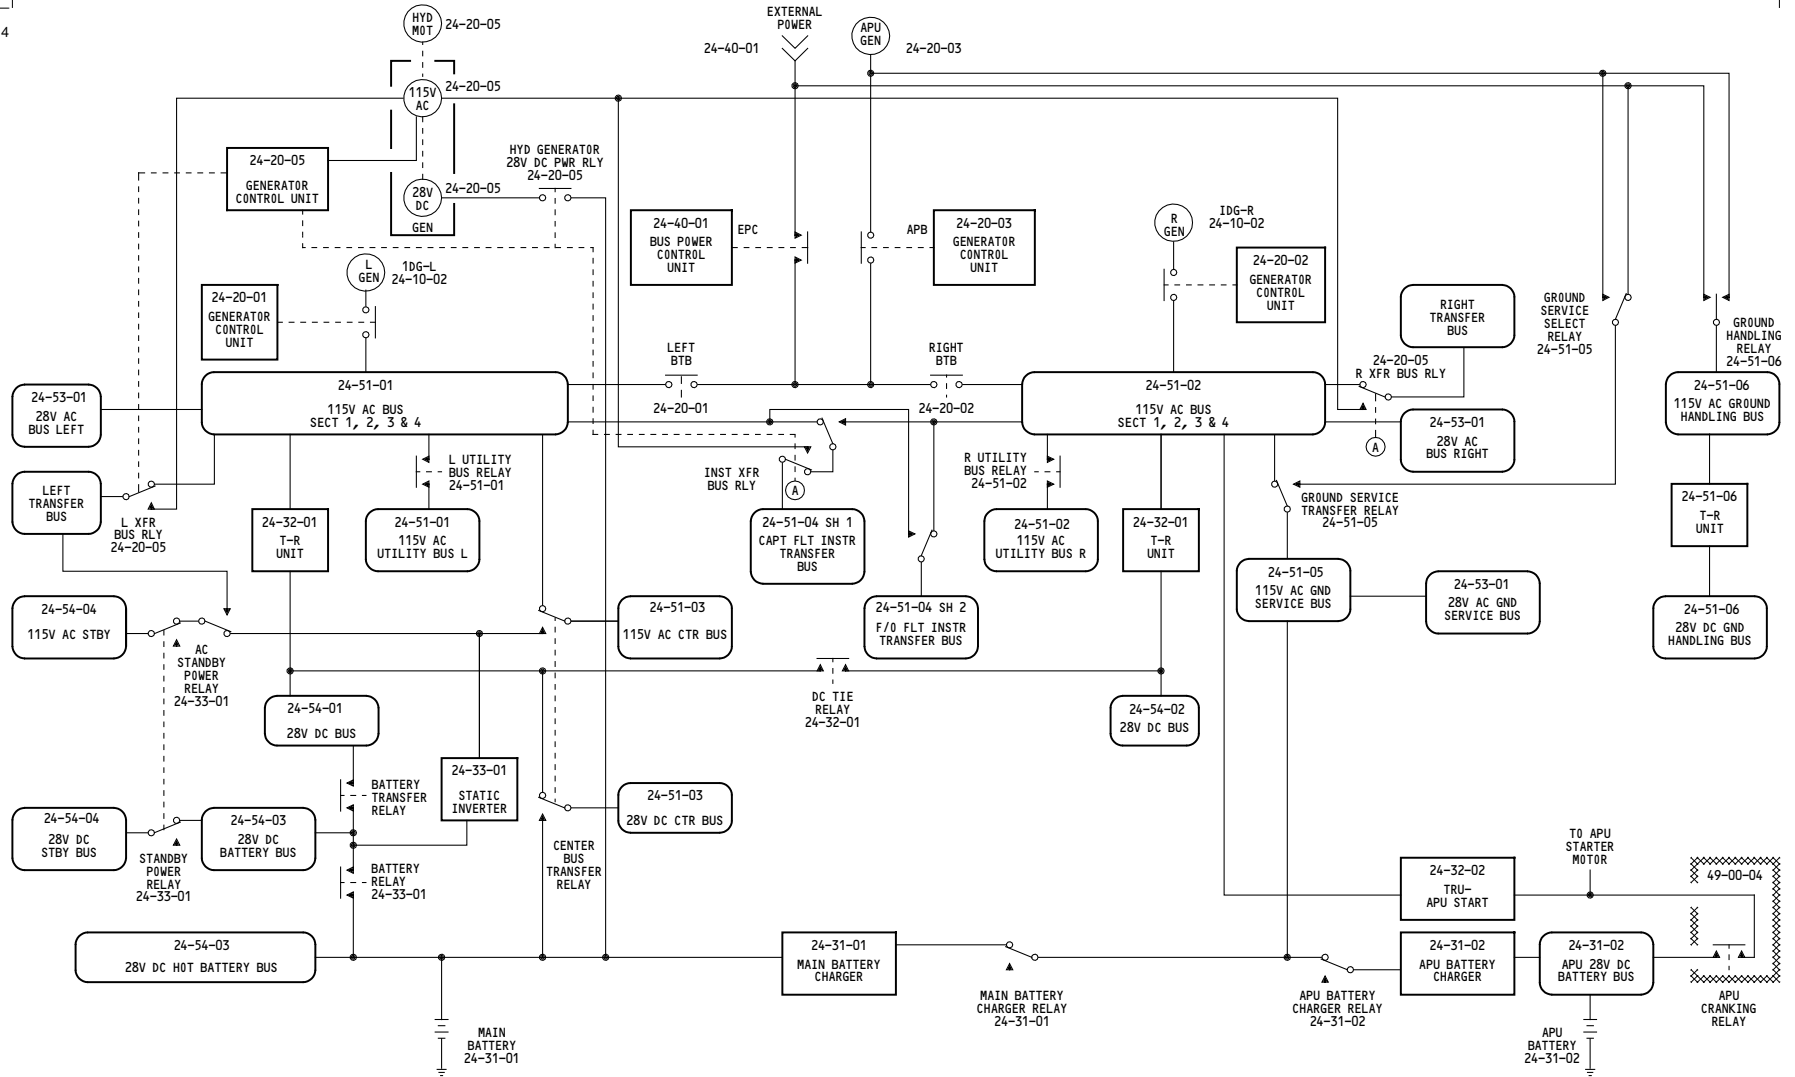 4
HYD
MOT
24-20-05
EXTERNAL
POWER
24-40-01
APU
GEN
24-20-03
115V
AC
24-20-05
24-20-05
GENERATOR
CONTROL UNIT
HYD GENERATOR
28V DC PWR RLY
24-20-05
28V
DC
24-20-05
GEN
24-40-01
BUS POWER
CONTROL
UNIT
EPC
APB
24-20-03
GENERATOR
CONTROL
UNIT
R
GEN
IDG-R
24-10-02
24-20-02
GENERATOR
CONTROL
UNIT
L
GEN
1DG-L
24-10-02
24-20-01
GENERATOR
CONTROL
UNIT
RIGHT
TRANSFER
BUS
GROUND
SERVICE
SELECT
RELAY
24-51-05
GROUND
HANDLING
RELAY
24-51-06
LEFT
BTB
24-20-01
RIGHT
BTB
24-20-02
24-20-05
R XFR BUS RLY
24-53-01
28V AC
BUS LEFT
24-51-01
115V AC BUS
SECT 1, 2, 3 & 4
24-51-02
115V AC BUS
SECT 1, 2, 3 & 4
24-53-01
28V AC
BUS RIGHT
24-51-06
115V AC GROUND
HANDLING BUS
A
LEFT
TRANSFER
BUS
L XFR
BUS RLY
24-20-05
L UTILITY
BUS RELAY
24-51-01
INST XFR
BUS RLY
A
R UTILITY
BUS RELAY
24-51-02
GROUND SERVICE
TRANSFER RELAY
24-51-05
24-51-06
T-R
UNIT
24-32-01
T-R
UNIT
24-51-01
115V AC
UTILITY BUS L
24-51-04 SH 1
CAPT FLT INSTR
TRANSFER
BUS
24-51-02
115V AC
UTILITY BUS R
24-32-01
T-R
UNIT
24-51-05
115V AC GND
SERVICE BUS
24-53-01
28V AC GND
SERVICE BUS
24-54-04
115V AC STBY
AC
STANDBY
POWER
RELAY
24-33-01
24-51-03
115V AC CTR BUS
24-51-04 SH 2
F/O FLT INSTR
TRANSFER BUS
24-51-06
28V DC GND
HANDLING BUS
24-54-01
28V DC BUS
DC TIE
RELAY
24-32-01
24-54-02
28V DC BUS
24-33-01
STATIC
INVERTER
BATTERY
TRANSFER
RELAY
24-51-03
28V DC CTR BUS
24-54-04
28V DC
STBY BUS
STANDBY
POWER
RELAY
24-33-01
24-54-03
28V DC
BATTERY BUS
BATTERY
RELAY
24-33-01
CENTER
BUS
TRANSFER
RELAY
TO APU
STARTER
MOTOR
24-32-02
TRU-
APU START
49-00-04
24-54-03
28V DC HOT BATTERY BUS
24-31-01
MAIN BATTERY
CHARGER
24-31-02
APU BATTERY
CHARGER
24-31-02
APU 28V DC
BATTERY BUS
MAIN BATTERY
CHARGER RELAY
24-31-01
APU BATTERY
CHARGER RELAY
24-31-02
APU
CRANKING
RELAY
MAIN
BATTERY
24-31-01
APU
BATTERY
24-31-02